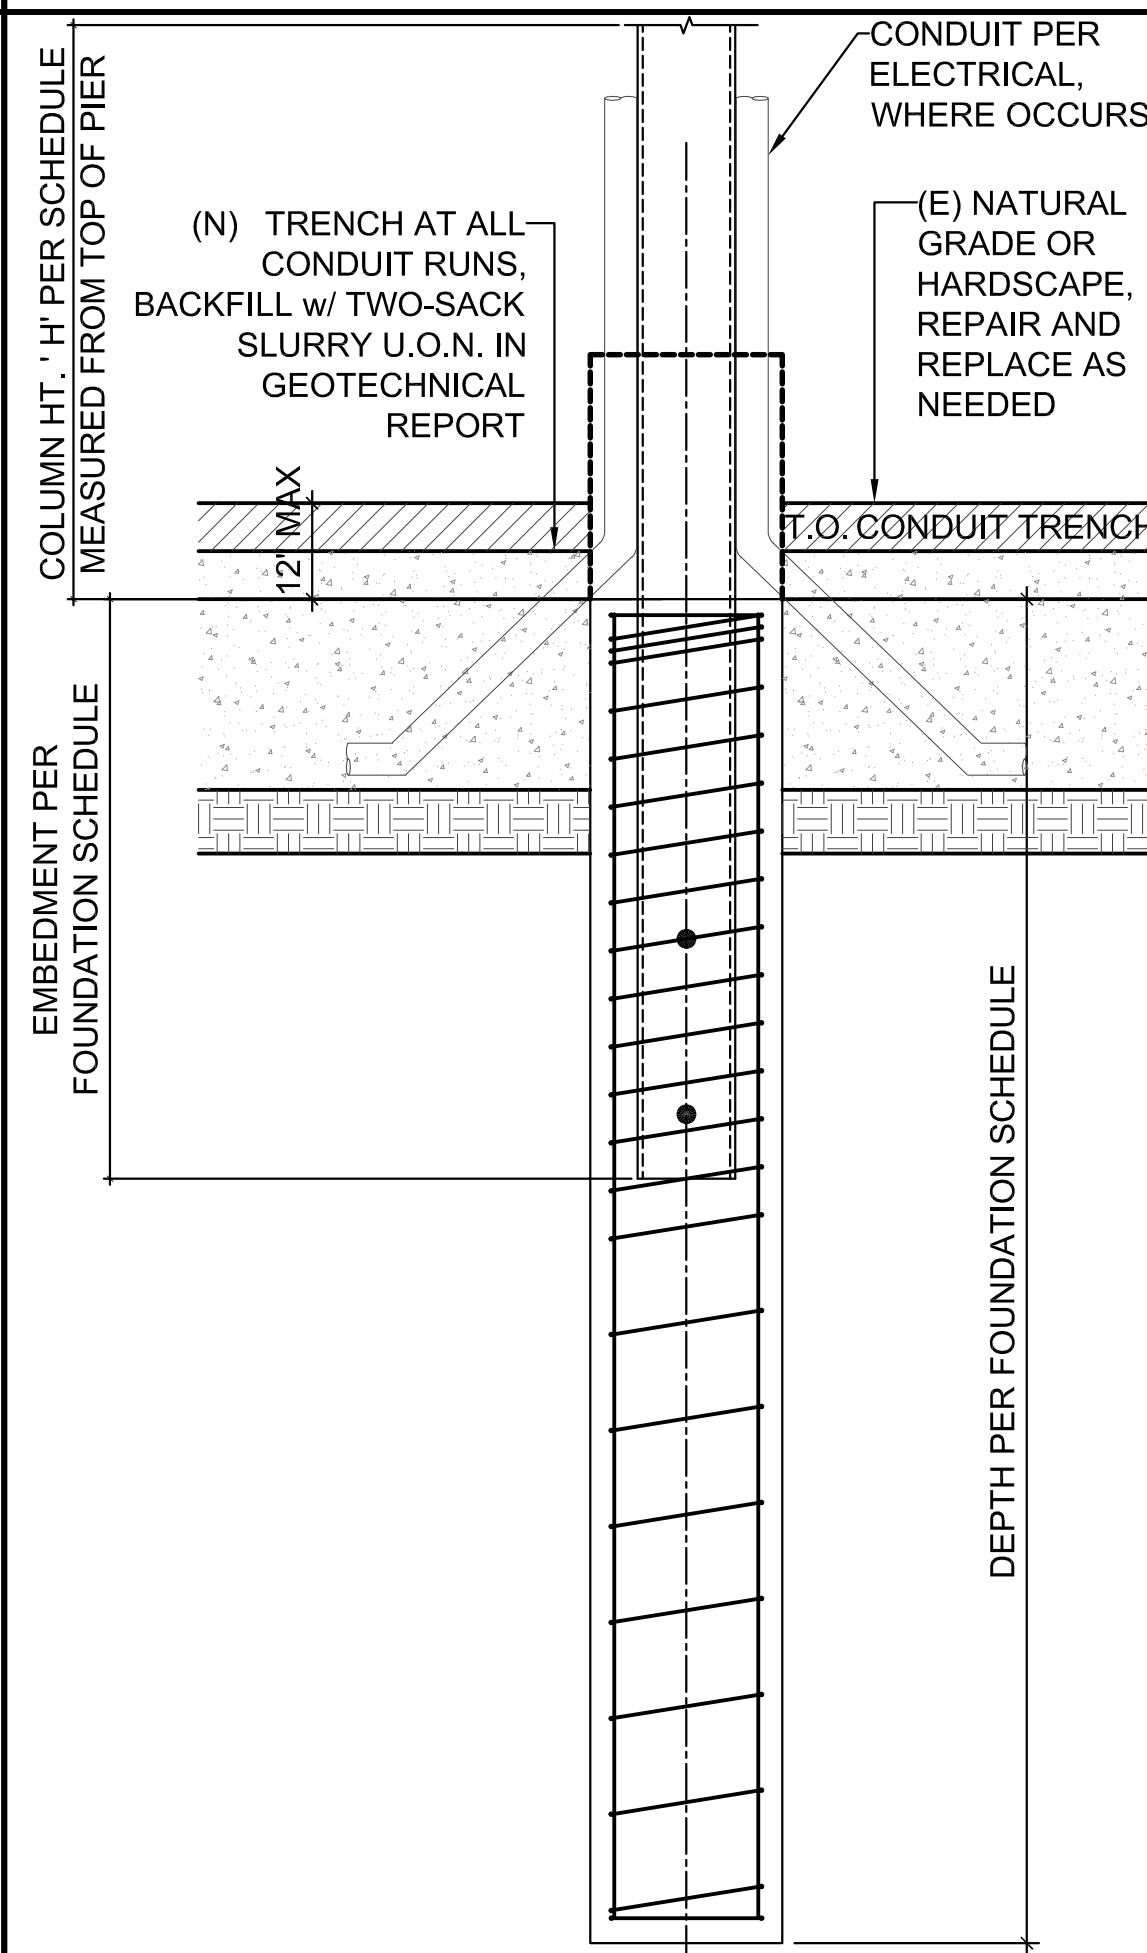 CONDUIT PER
ELECTRICAL,
WHERE OCCURS
COLUMN HT. ' H' PER SCHEDULE
MEASURED FROM TOP OF PIER
(N) TRENCH AT ALL
CONDUIT RUNS,
BACKFILL w/ TWO-SACK
SLURRY U.O.N. IN
GEOTECHNICAL
REPORT
(E) NATURAL
GRADE OR
HARDSCAPE,
REPAIR AND
REPLACE AS
NEEDED
12" MAX
T.O. CONDUIT TRENCH
EMBEDMENT PER
FOUNDATION SCHEDULE
DEPTH PER FOUNDATION SCHEDULE